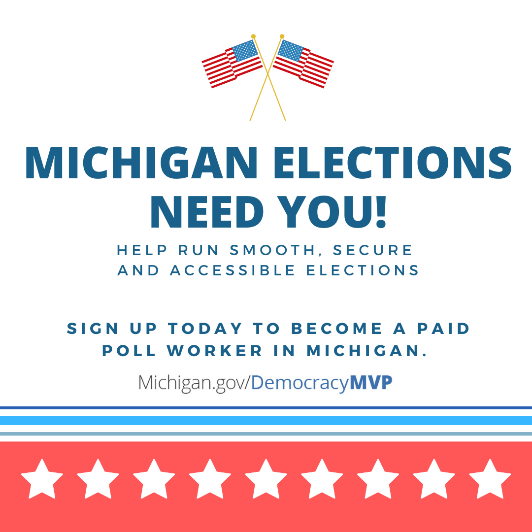 MICHIGAN ELECTIONS
NEED YOU!
HELP RUN SMOOTH, SECURE
AND ACCESSIBLE ELECTIONS
SIGN UP TODAY TO BECOME A PAID
POLL WORKER IN MICHIGAN.
Michigan.gov/DemocracyMVP